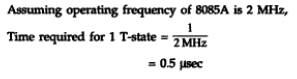 Assuming operating frequency of 8085A is 2 MHz,
Time required for 1 T-state = 1 / 2 MHz
= 0.5 µsec